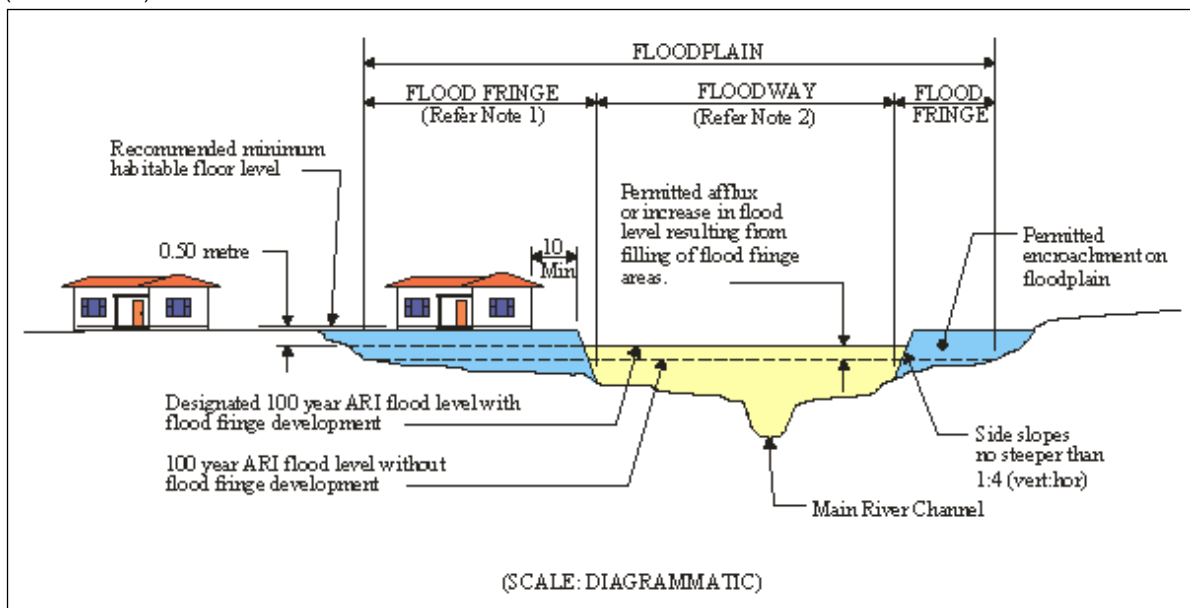 FLOODPLAIN
FLOOD FRINGE
(Refer Note 1)
FLOODWAY
(Refer Note 2)
FLOOD
FRINGE
Recommended minimum
habitable floor level
Permitted afflux
or increase in flood
level resulting from
filling of flood fringe
areas.
0.50 metre
10
Min
Permitted
encroachment on
floodplain
Designated 100 year ARI flood level with
flood fringe development
100 year ARI flood level without
flood fringe development
Side slopes
no steeper than
1:4 (vert:hor)
Main River Channel
(SCALE: DIAGRAMMATIC)